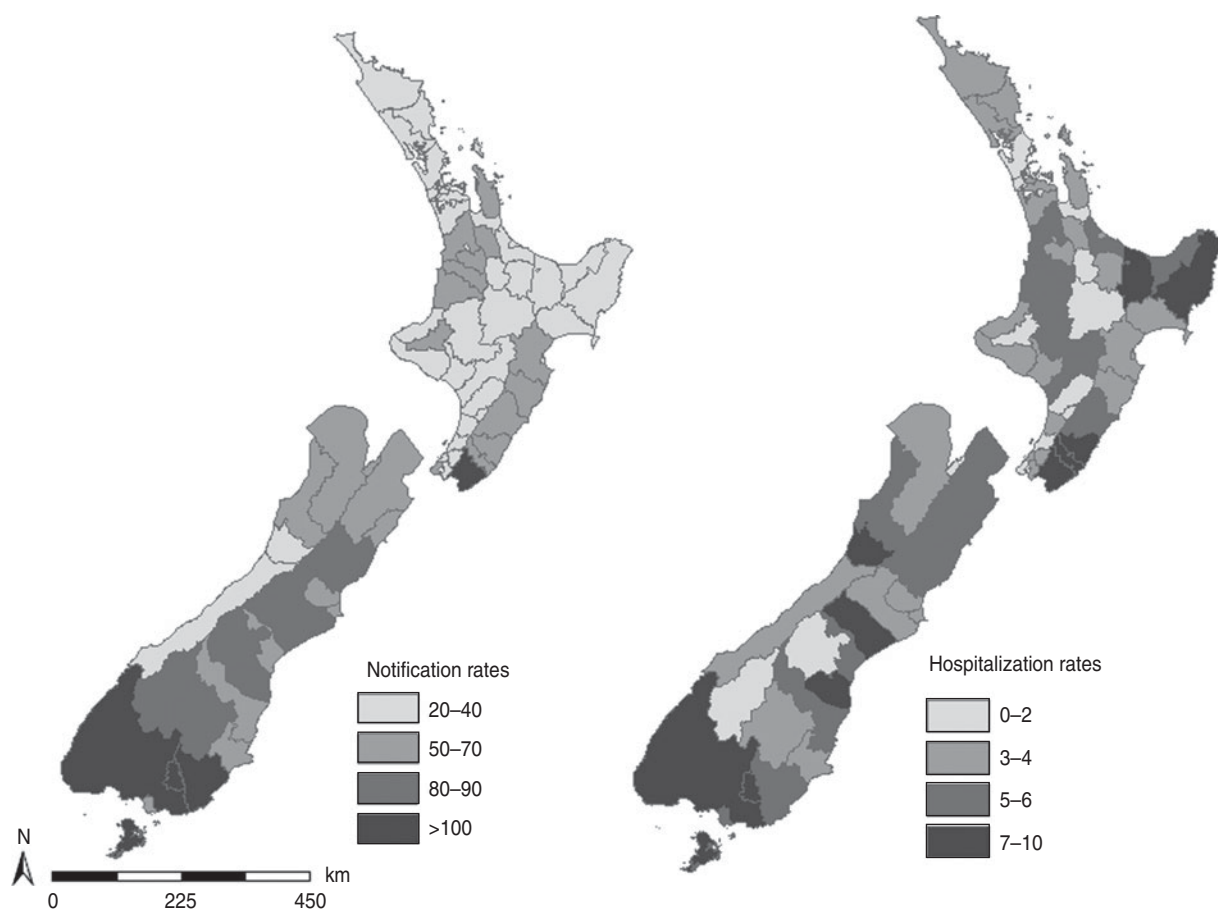 Notification rates
20–40
50–70
80–90
>100
N
km
0
225
450
Hospitalization rates
0–2
3–4
5–6
7–10